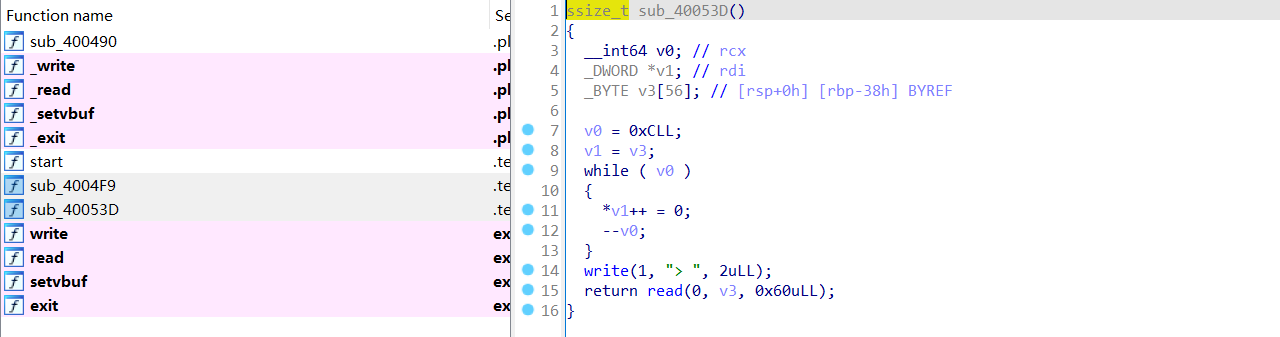 Function name Se
sub_400490 .pl
_write .pl
_read .pl
_setvbuf .pl
_exit .pl
start .te
sub_4004F9 .te
sub_40053D .te
write ex
read ex
setvbuf ex
exit ex
1 ssize_t sub_40053D()
2 {
3 __int64 v0; // rcx
4 _DWORD *v1; // rdi
5 _BYTE v3[56]; // [rsp+0h] [rbp-38h] BYREF
6
7 v0 = 0xCLL;
8 v1 = v3;
9 while ( v0 )
10 {
11 *v1++ = 0;
12 --v0;
13 }
14 write(1, "> ", 2uLL);
15 return read(0, v3, 0x60uLL);
16 }